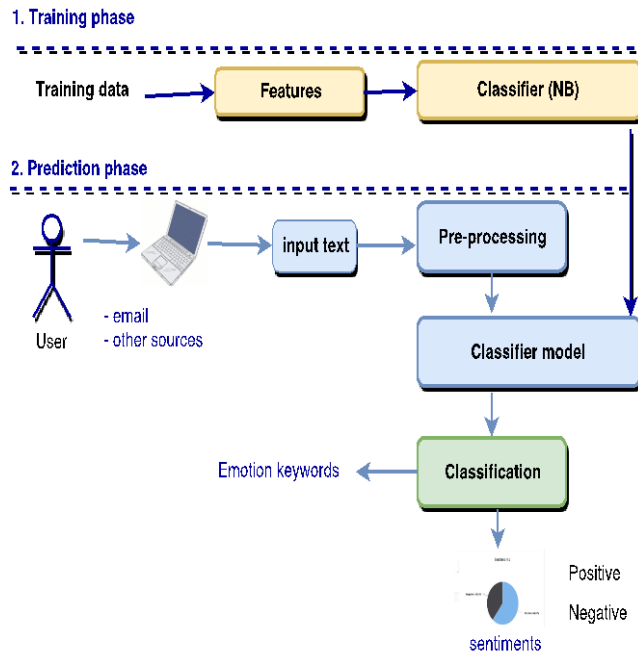 1. Training phase
Training data
Features
Classifier (NB)
2. Prediction phase
input text
Pre-processing
- email
- other sources
User
Classifier model
Emotion keywords
Classification
Positive
Negative
sentiments